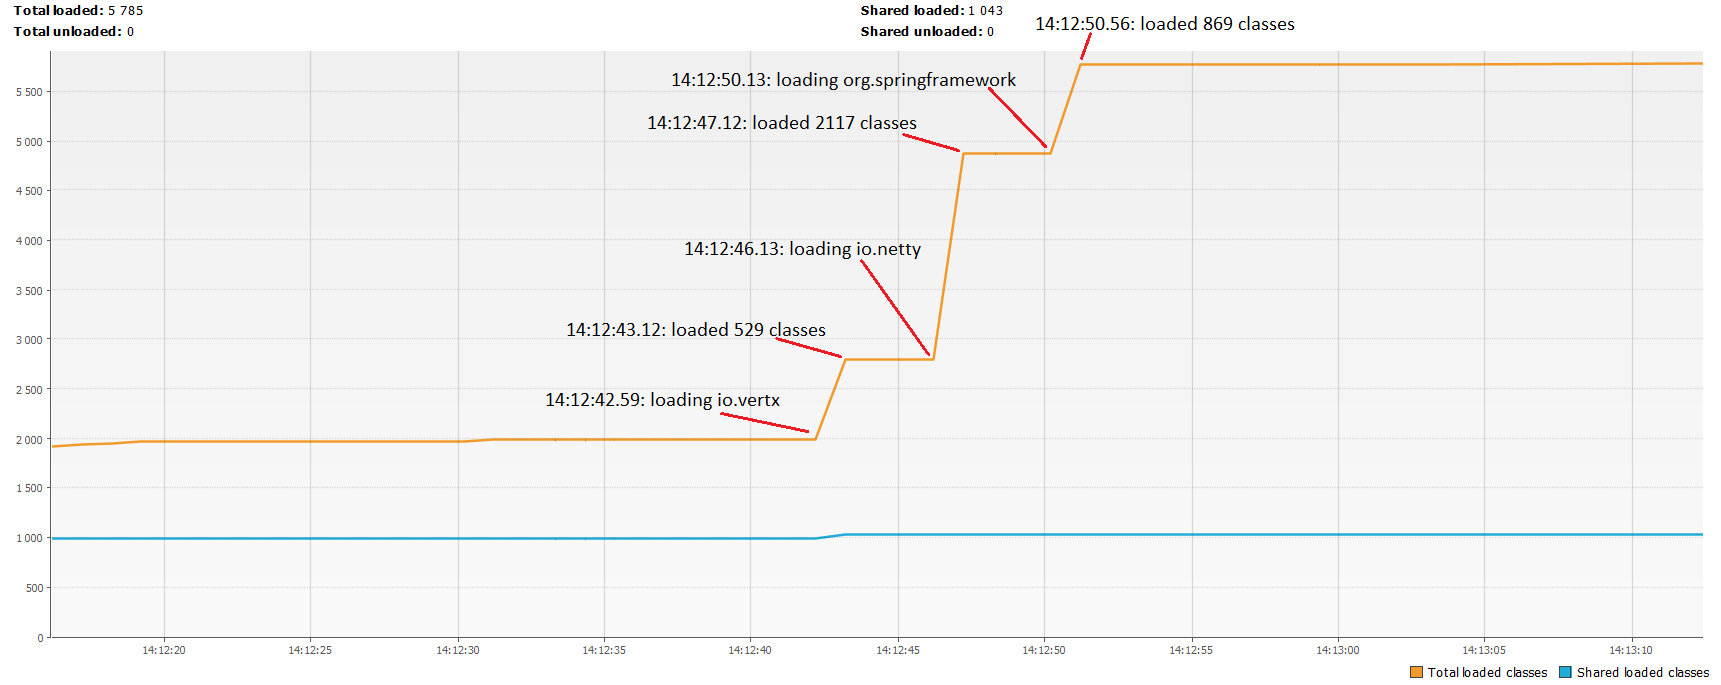 Total loaded: 5 785
Shared loaded: 1 043
Total unloaded: 0
Shared unloaded: 0
14:12:50.56: loaded 869 classes
14:12:50.13: loading org.springframework
14:12:47.12: loaded 2117 classes
14:12:46.13: loading io.netty
14:12:43.12: loaded 529 classes
14:12:42.59: loading io.vertx
5 500
5 000
4 500
4 000
3 500
3 000
2 500
2 000
1 500
1 000
500
0
14:12:20 14:12:25 14:12:30 14:12:35 14:12:40 14:12:45 14:12:50 14:12:55 14:13:00 14:13:05 14:13:10
Total loaded classes Shared loaded classes